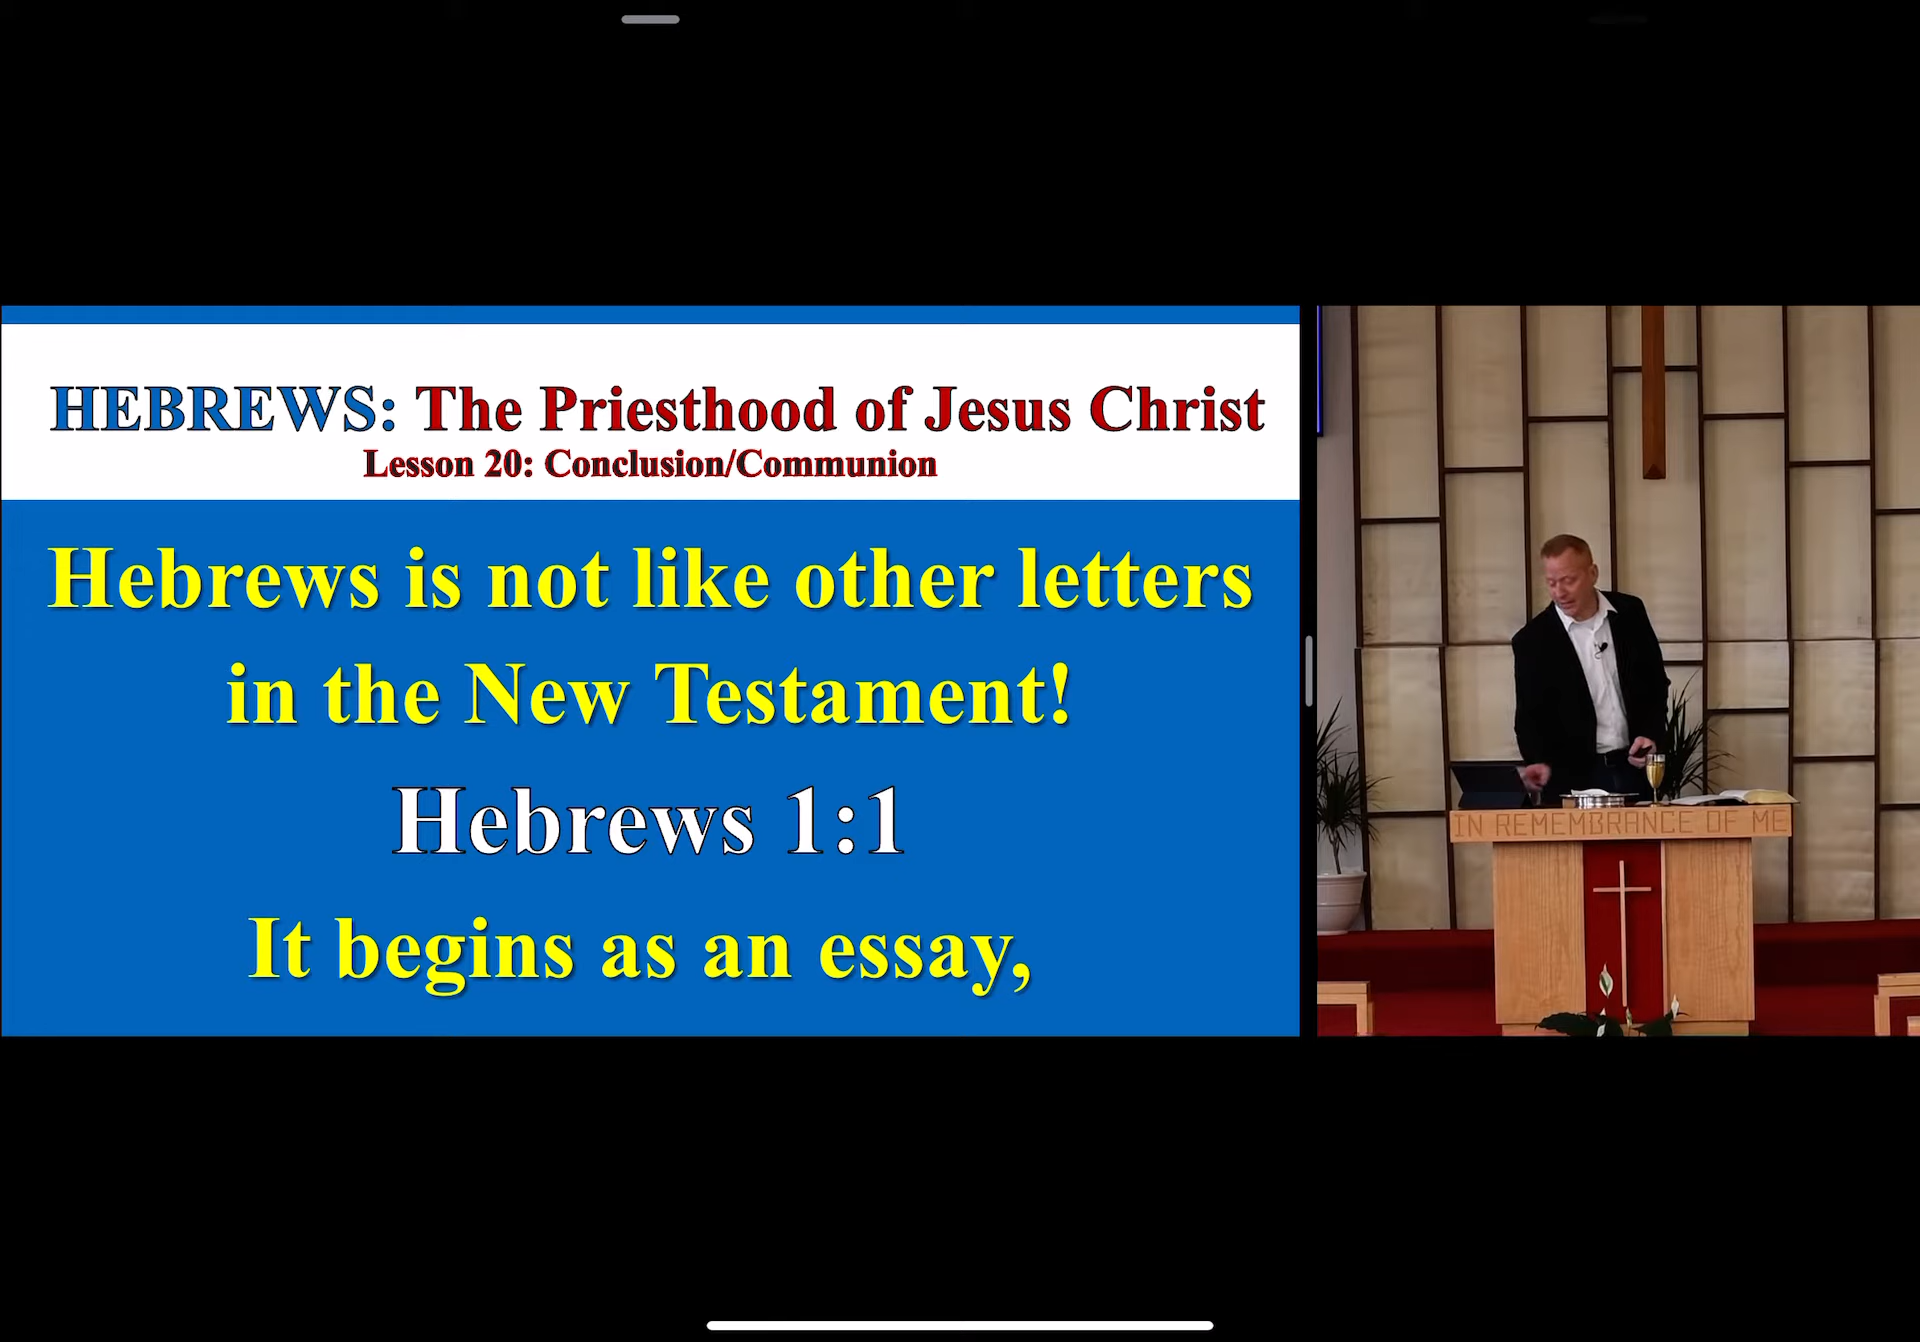 HEBREWS: The Priesthood of Jesus Christ
Lesson 20: Conclusion/Communion
Hebrews is not like other letters
in the New Testament!
Hebrews 1:1
It begins as an essay,
IN REMEMBRANCE OF ME